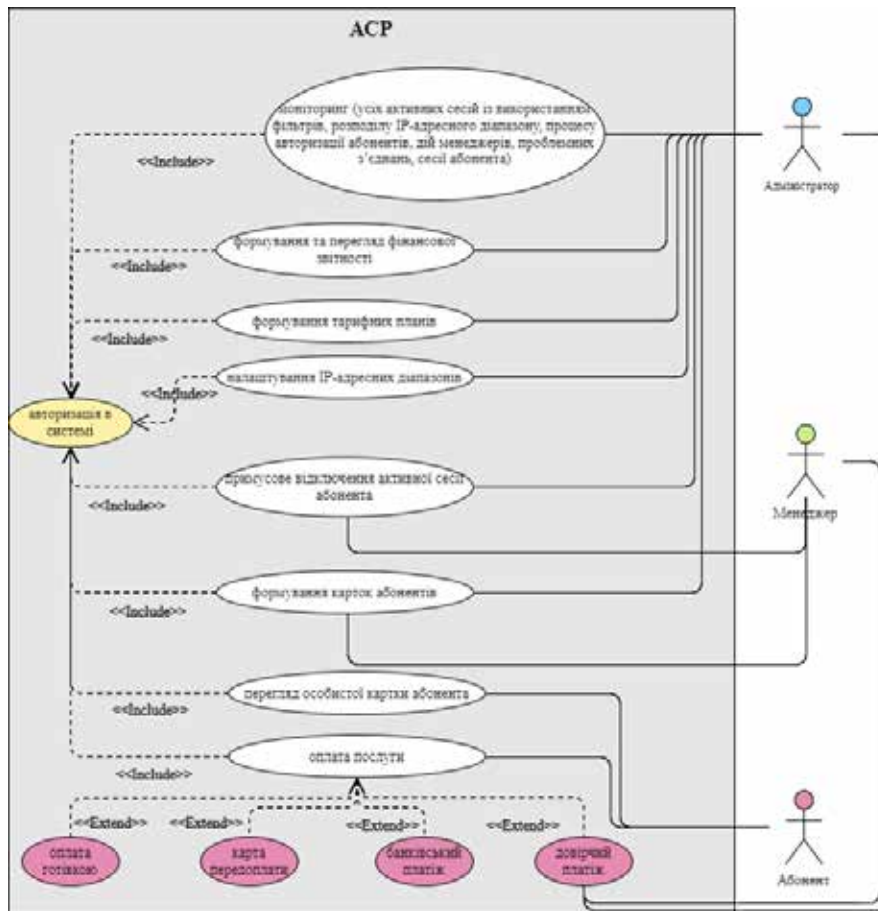 АСР
моніторинг (усіх активних сесій із використанням
фільтрів, розподілу IP-адресного діапазону, процесу
авторизації абонентів, дій менеджерів, проблемних
з’єднань, сесії абонента)
Адміністратор
<<Include>>
формування та перегляд фінансової
звітності
<<Include>>
формування тарифних планів
<<Include>>
налаштування IP-адресних діапазонів
<<Include>>
авторизація в
системі
примусове відключення активної сесії
абонента
<<Include>>
Менеджер
формування карток абонентів
<<Include>>
перегляд особистої картки абонента
<<Include>>
оплата послуги
<<Include>>
<<Extend>>
<<Extend>>
<<Extend>>
<<Extend>>
оплата
готівкою
карта
передоплати
банківський
платіж
довірчий
платіж
Абонент